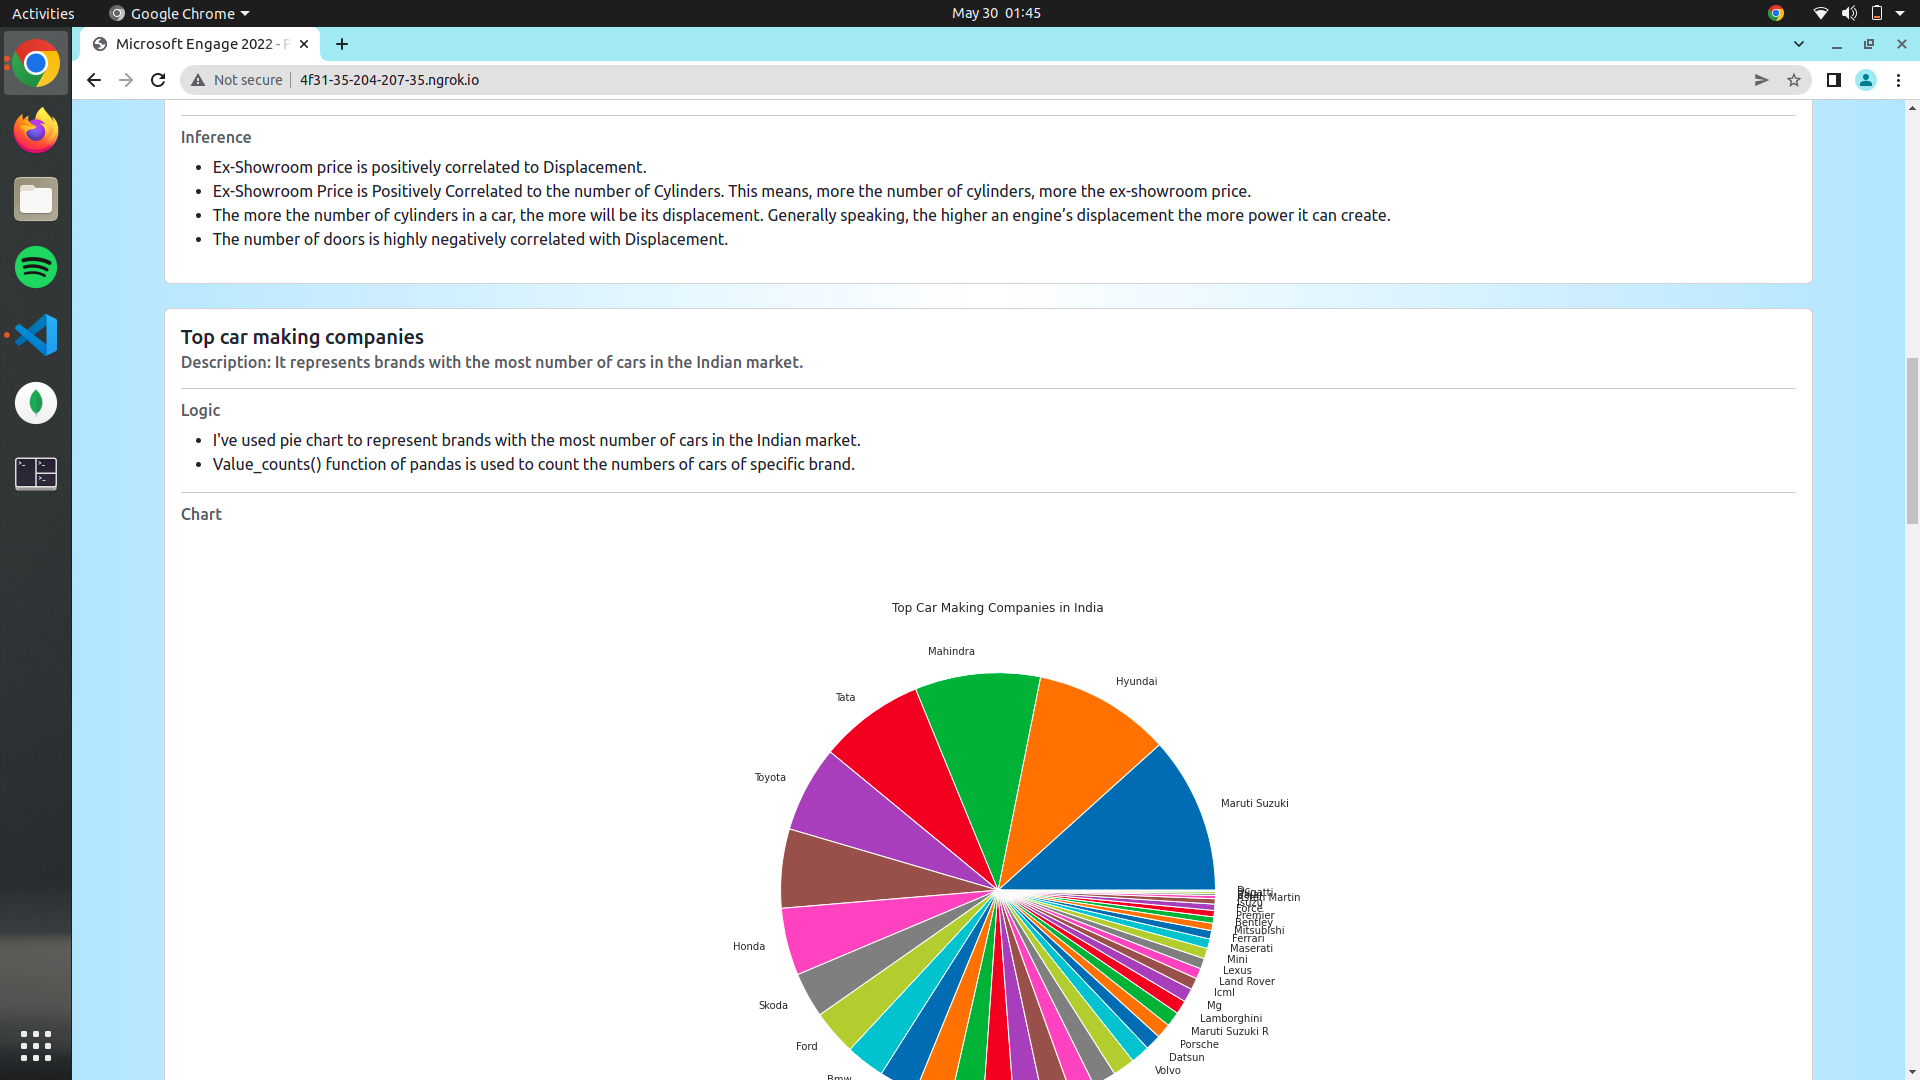 Activities
Google Chrome
May 30 01:45
Microsoft Engage 2022 - P
Not secure
4f31-35-204-207-35.ngrok.io
Inference
Ex-Showroom price is positively correlated to Displacement.
Ex-Showroom Price is Positively Correlated to the number of Cylinders. This means, more the number of cylinders, more the ex-showroom price.
The more the number of cylinders in a car, the more will be its displacement. Generally speaking, the higher an engine’s displacement the more power it can create.
The number of doors is highly negatively correlated with Displacement.
Top car making companies
Description: It represents brands with the most number of cars in the Indian market.
Logic
I've used pie chart to represent brands with the most number of cars in the Indian market.
Value_counts() function of pandas is used to count the numbers of cars of specific brand.
Chart
Top Car Making Companies in India
Mahindra
Hyundai
Tata
Toyota
Maruti Suzuki
Martin
Force
Premier
Bentley
Mitsubishi
Ferrari
Honda
Maserati
Mini
Lexus
Land Rover
Icml
Skoda
Mg
Lamborghini
Maruti Suzuki R
Ford
Porsche
Datsun
Volvo
Bmw